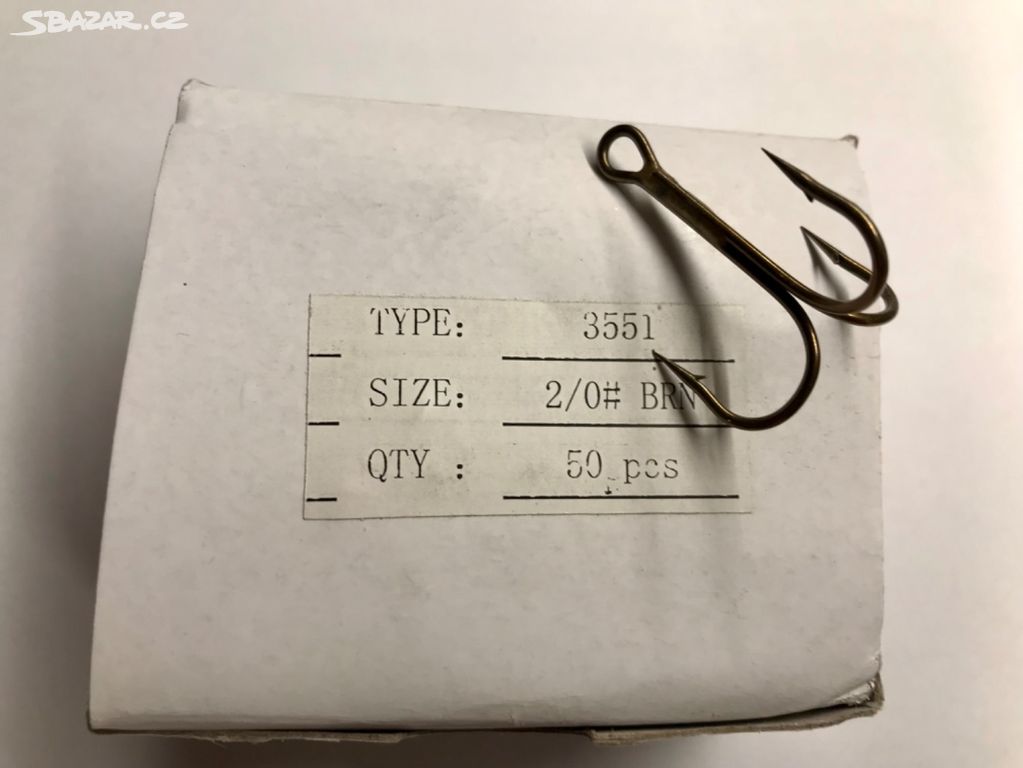 SBAZAR.CZ
TYPE: 3551
SIZE: 2/0# BRN
QTY : 50 pcs